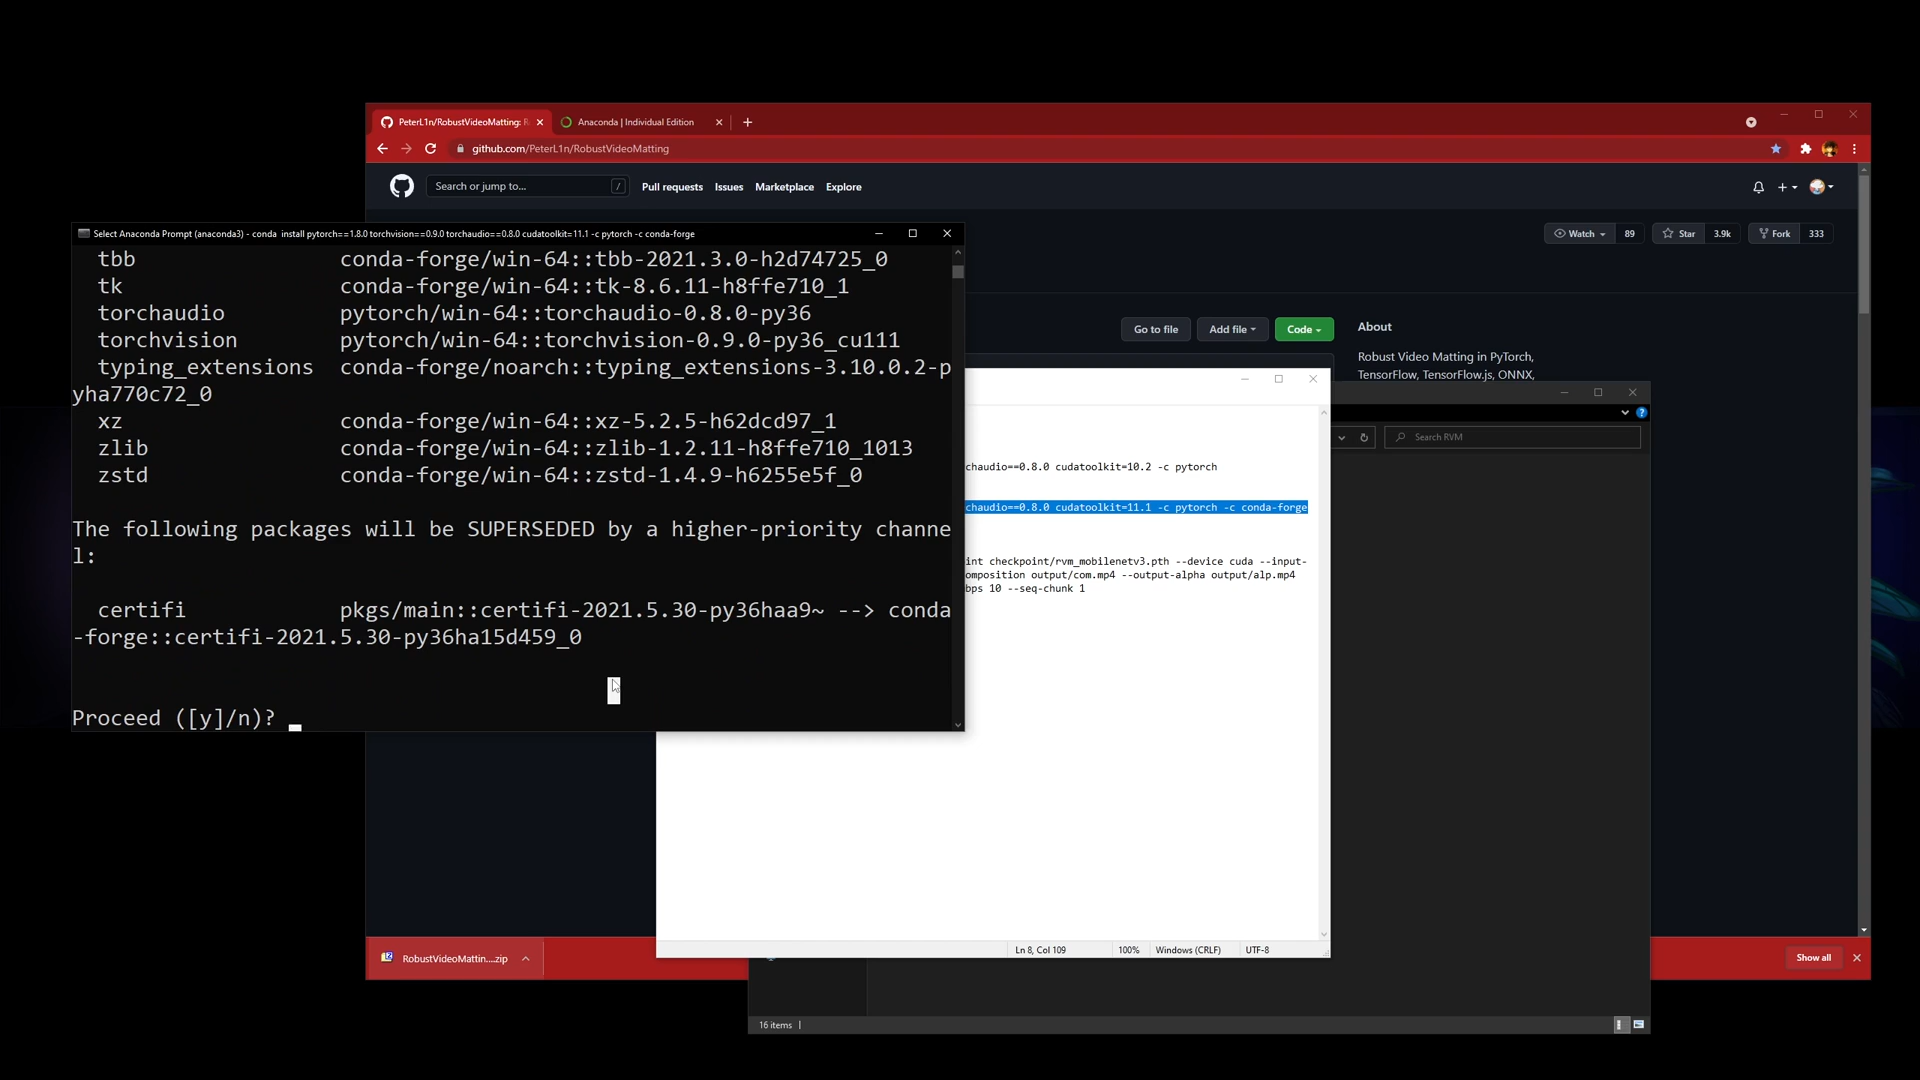 PeterL1n/RobustVideoMatting: R
Anaconda | Individual Edition
github.com/PeterL1n/RobustVideoMatting
Search or jump to...
/
Pull requests
Issues
Marketplace
Explore
Watch
89
Star
3.9k
Fork
333
Go to file
Add file
Code
About
Robust Video Matting in PyTorch,
TensorFlow, TensorFlow.js, ONNX,
Select Anaconda Prompt (anaconda3) - conda  install pytorch==1.8.0 torchvision==0.9.0 torchaudio==0.8.0 cudatoolkit=11.1 -c pytorch -c conda-forge
tbb conda-forge/win-64::tbb-2021.3.0-h2d74725_0
tk conda-forge/win-64::tk-8.6.11-h8ffe710_1
torchaudio pytorch/win-64::torchaudio-0.8.0-py36
torchvision pytorch/win-64::torchvision-0.9.0-py36_cu111
typing_extensions conda-forge/noarch::typing_extensions-3.10.0.2-p
yha770c72_0
xz conda-forge/win-64::xz-5.2.5-h62dcd97_1
zlib conda-forge/win-64::zlib-1.2.11-h8ffe710_1013
zstd conda-forge/win-64::zstd-1.4.9-h6255e5f_0
The following packages will be SUPERSEDED by a higher-priority channe
l:
certifi pkgs/main::certifi-2021.5.30-py36haa9~ --> conda
-forge::certifi-2021.5.30-py36ha15d459_0
Proceed ([y]/n)?
chaudio==0.8.0 cudatoolkit=10.2 -c pytorch
chaudio==0.8.0 cudatoolkit=11.1 -c pytorch -c conda-forge
int checkpoint/rvm_mobilenetv3.pth --device cuda --input-
omposition output/com.mp4 --output-alpha output/alp.mp4
bps 10 --seq-chunk 1
Search RVM
Ln 8, Col 109
100%
Windows (CRLF)
UTF-8
RobustVideoMattin....zip
Show all
16 items